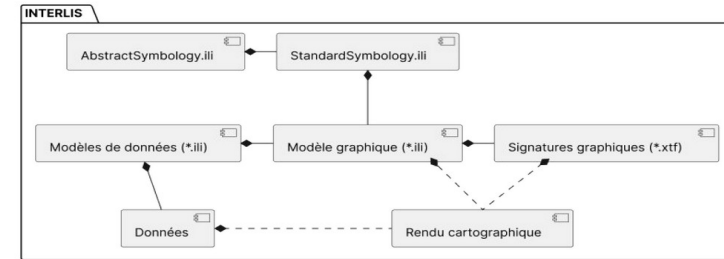 INTERLIS
AbstractSymbology.ili
StandardSymbology.ili
Modèles de données (*.ili)
Modèle graphique (*.ili)
Signatures graphiques (*.xtf)
Données
Rendu cartographique